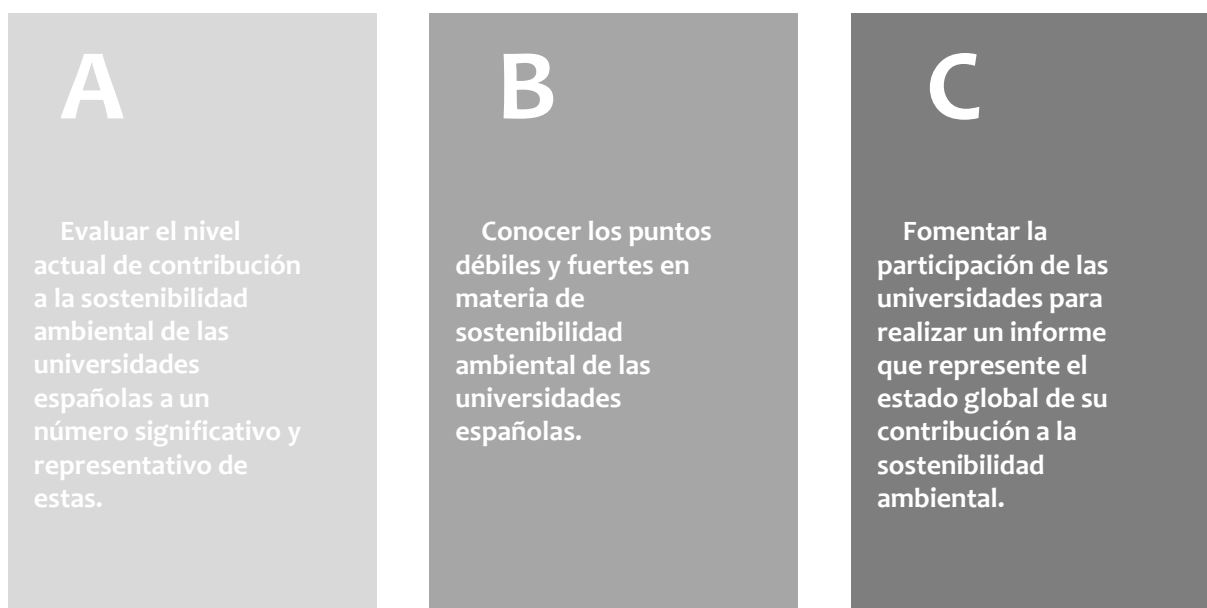 A
Evaluar el nivel
actual de contribución
a la sostenibilidad
ambiental de las
universidades
españolas a un
número significativo y
representativo de
estas.
B
Conocer los puntos
débiles y fuertes en
materia de
sostenibilidad
ambiental de las
universidades
españolas.
C
Fomentar la
participación de las
universidades para
realizar un informe
que represente el
estado global de su
contribución a la
sostenibilidad
ambiental.